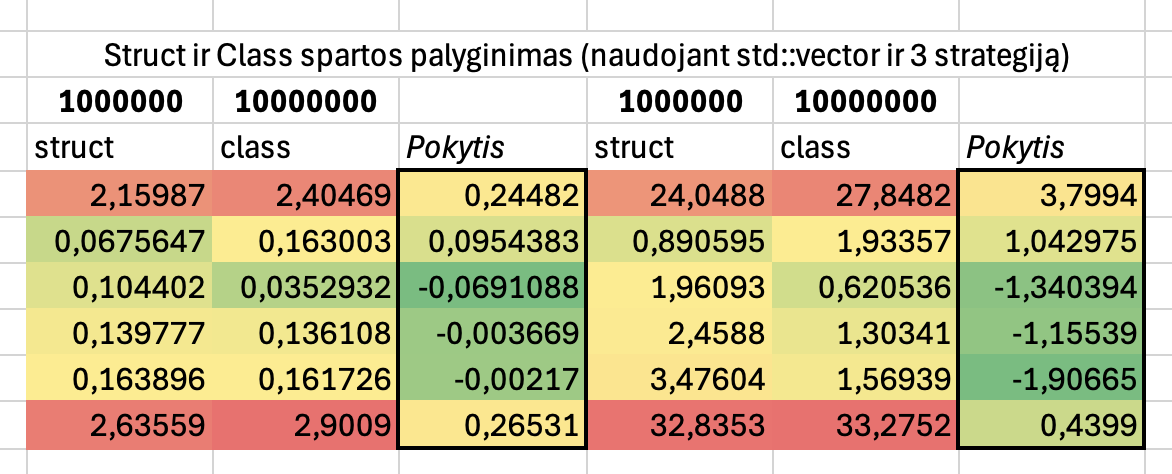 Struct ir Class spartos palyginimas (naudojant std::vector ir 3 strategiją)
1000000 10000000 1000000 10000000
struct class Pokytis struct class Pokytis
2,15987 2,40469 0,24482 24,0488 27,8482 3,7994
0,0675647 0,163003 0,0954383 0,890595 1,93357 1,042975
0,104402 0,0352932 -0,0691088 1,96093 0,620536 -1,340394
0,139777 0,136108 -0,003669 2,4588 1,30341 -1,15539
0,163896 0,161726 -0,00217 3,47604 1,56939 -1,90665
2,63559 2,9009 0,26531 32,8353 33,2752 0,4399